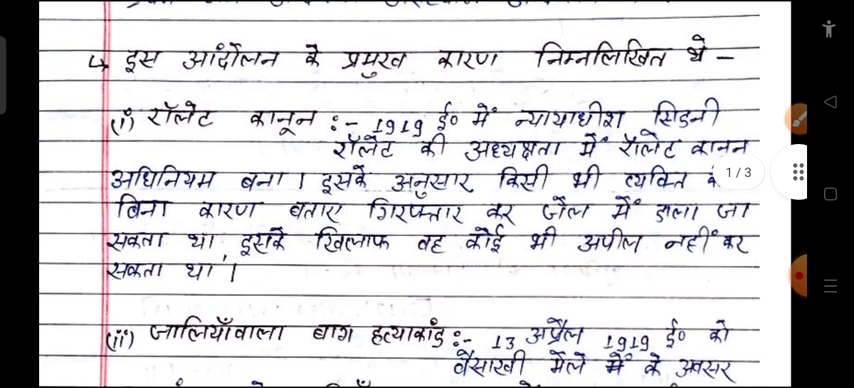 ↳ इस आंदोलन के प्रमुख कारण निम्नलिखित थे –
(i) रॉलेट कानून :- 1919 ई० में न्यायाधीश सिडनी
रॉलेट की अध्यक्षता में रॉलेट कानन
अधिनियम बना। इसके अनुसार किसी भी व्यक्ति
1/3
बिना कारण बताए गिरफ्तार कर जेल में डाला जा
सकता था इसके खिलाफ वह कोई भी अपील नहीं कर
सकता था।
(ii) जालियाँवाला बाग हत्याकांड :- 13 अप्रैल 1919 ई० को
वैसाखी मेले में के अवसर